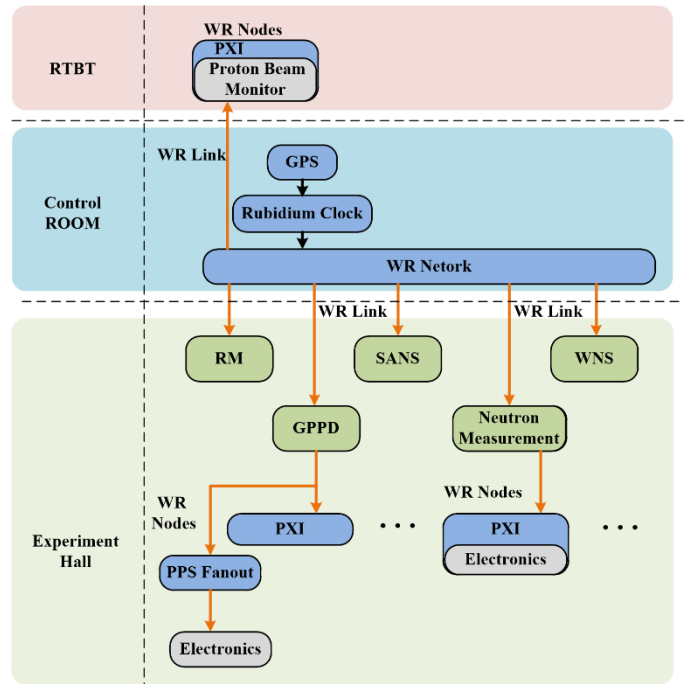 WR Nodes
PXI
Proton Beam
Monitor
RTBT
WR Link
GPS
Rubidium Clock
Control
ROOM
WR Netork
WR Link
WR Link
RM
SANS
WNS
GPPD
Neutron
Measurement
WR
Nodes
WR Nodes
PXI
...
PXI
Electronics
...
Experiment
Hall
PPS Fanout
Electronics